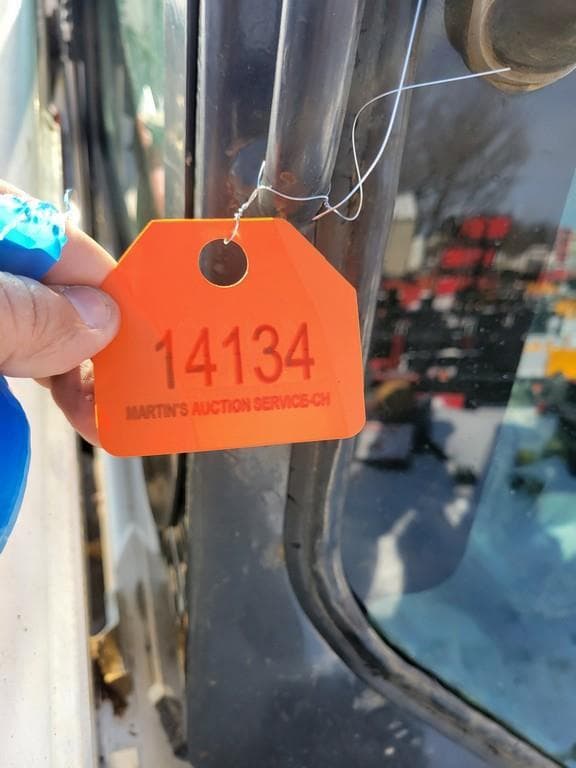 14134
MARTIN'S AUCTION SERVICE-CH